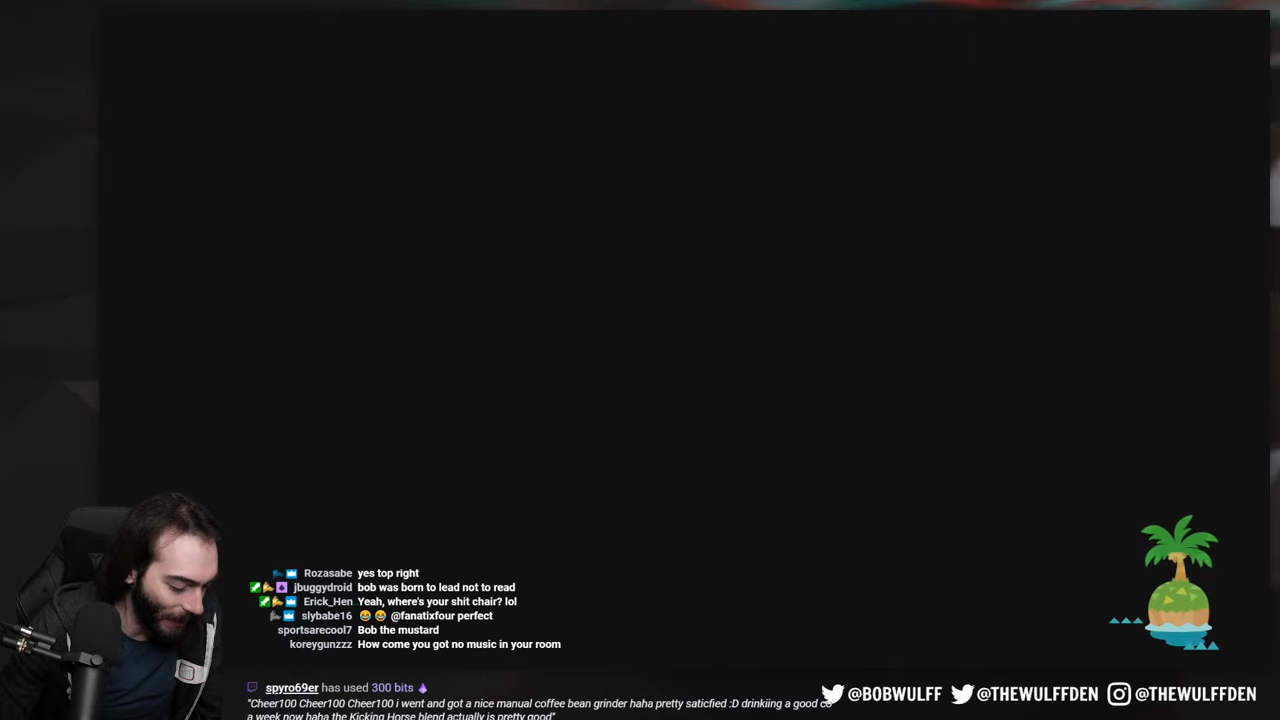 Rozasabe yes top right
jbuggydroid bob was born to lead not to read
Erick_Hen Yeah, where's your shit chair? lol
slybabe16 😂 😂 @fanatixfour perfect
sportsarecool7 Bob the mustard
koreygunzzz How come you got no music in your room
spyro69er has used 300 bits
"Cheer100 Cheer100 Cheer100 i went and got a nice manual coffee bean grinder haha pretty saticfied :D drinkiing a good
a week now haha the Kicking Horse blend actually is pretty good"
@BOBWULFF @THEWULFFDEN @THEWULFFDEN